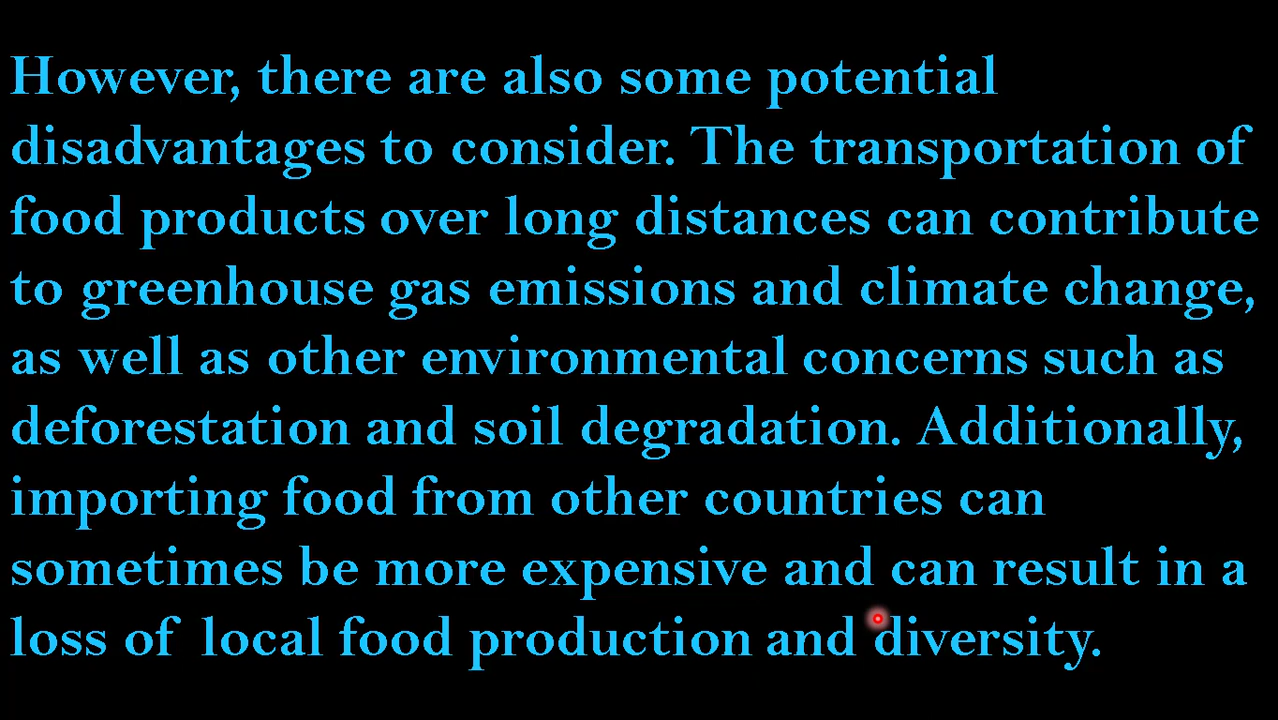 However, there are also some potential
disadvantages to consider. The transportation of
food products over long distances can contribute
to greenhouse gas emissions and climate change,
as well as other environmental concerns such as
deforestation and soil degradation. Additionally,
importing food from other countries can
sometimes be more expensive and can result in a
loss of local food production and diversity.